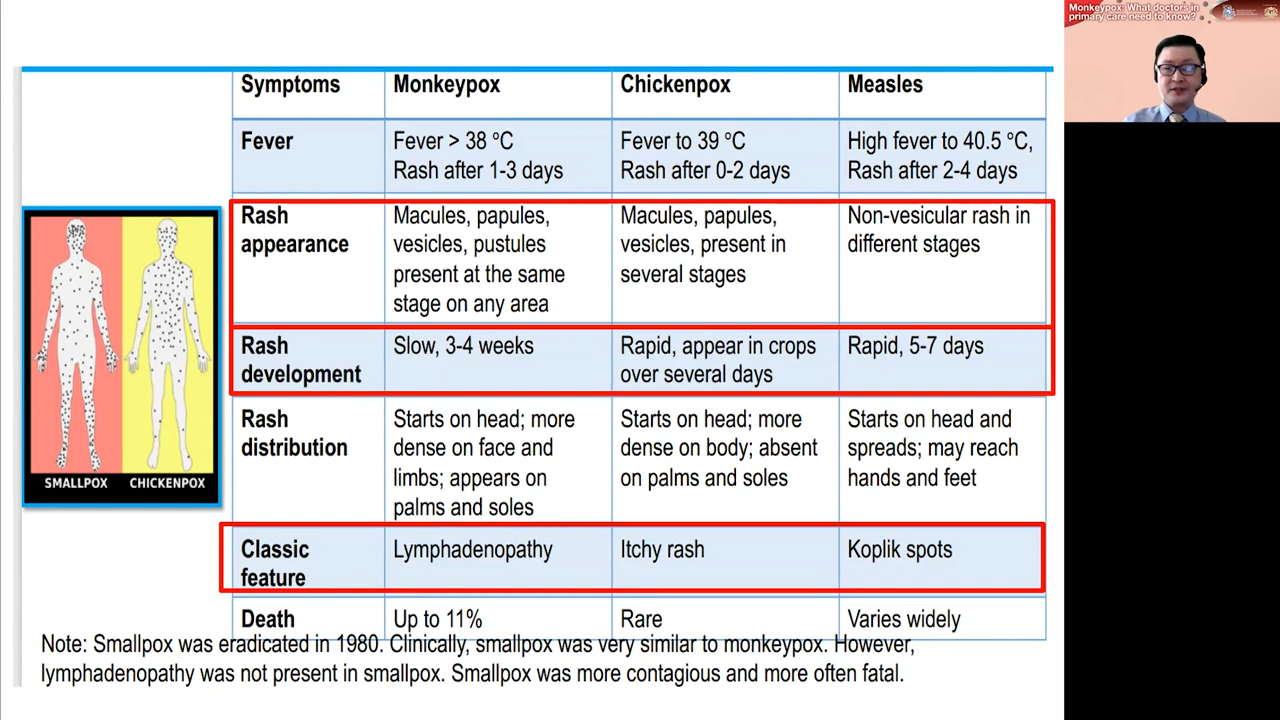 Monkeypox: What doctors in
primary care need to know?
Symptoms
Monkeypox
Chickenpox
Measles
Fever
Fever > 38 °C
Rash after 1-3 days
Fever to 39 °C
Rash after 0-2 days
High fever to 40.5 °C,
Rash after 2-4 days
Rash
appearance
Macules, papules,
vesicles, pustules
present at the same
stage on any area
Macules, papules,
vesicles, present in
several stages
Non-vesicular rash in
different stages
Rash
development
Slow, 3-4 weeks
Rapid, appear in crops
over several days
Rapid, 5-7 days
Rash
distribution
Starts on head; more
dense on face and
limbs; appears on
palms and soles
Starts on head; more
dense on body; absent
on palms and soles
Starts on head and
spreads; may reach
hands and feet
Classic
feature
Lymphadenopathy
Itchy rash
Koplik spots
Death
Up to 11%
Rare
Varies widely
SMALLPOX
CHICKENPOX
Note: Smallpox was eradicated in 1980. Clinically, smallpox was very similar to monkeypox. However,
lymphadenopathy was not present in smallpox. Smallpox was more contagious and more often fatal.